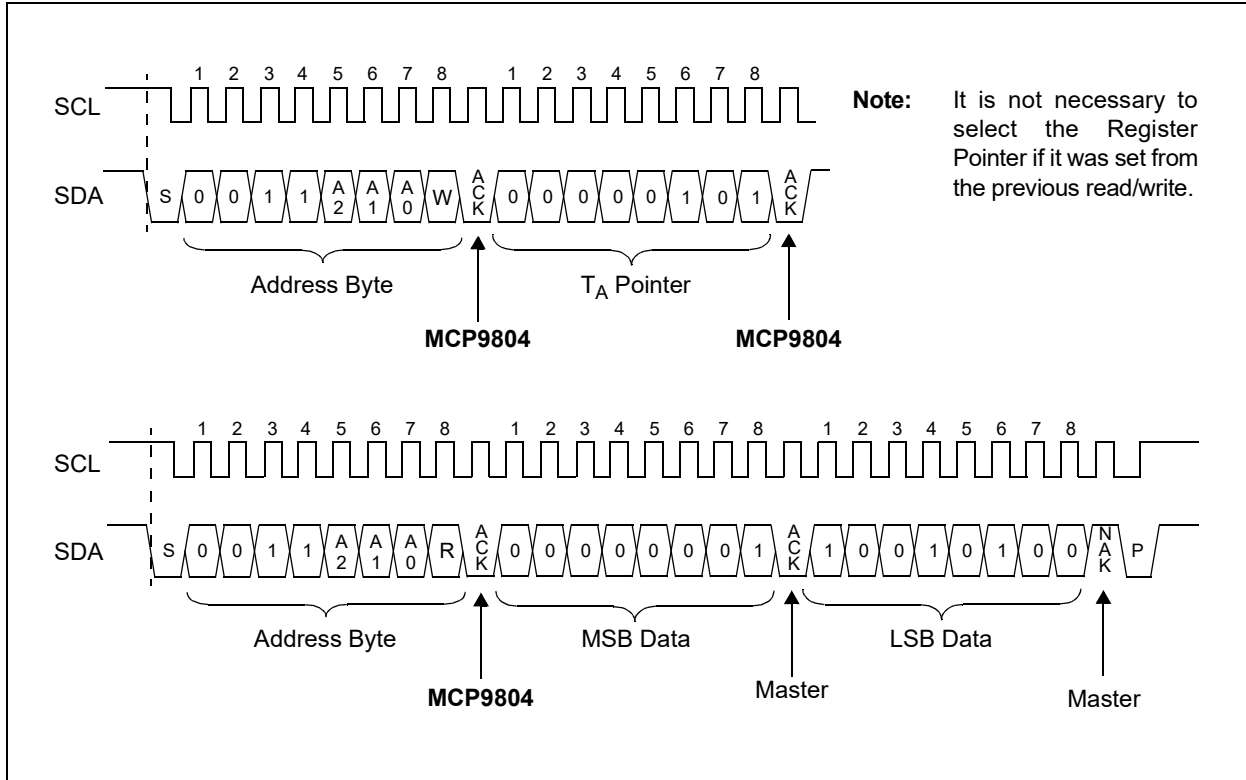 1 2 3 4 5 6 7 8 1 2 3 4 5 6 7 8
SCL
SDA
S 0 0 1 1 A2 A1 A0 W ACK 0 0 0 0 0 1 0 1 ACK
Address Byte
TA Pointer
MCP9804
MCP9804
Note: It is not necessary to
select the Register
Pointer if it was set from
the previous read/write.
1 2 3 4 5 6 7 8 1 2 3 4 5 6 7 8 1 2 3 4 5 6 7 8
SCL
SDA
S 0 0 1 1 A2 A1 A0 R ACK 0 0 0 0 0 0 0 1 ACK 1 0 0 1 0 1 0 0 NAK P
Address Byte
MSB Data
LSB Data
MCP9804
Master
Master